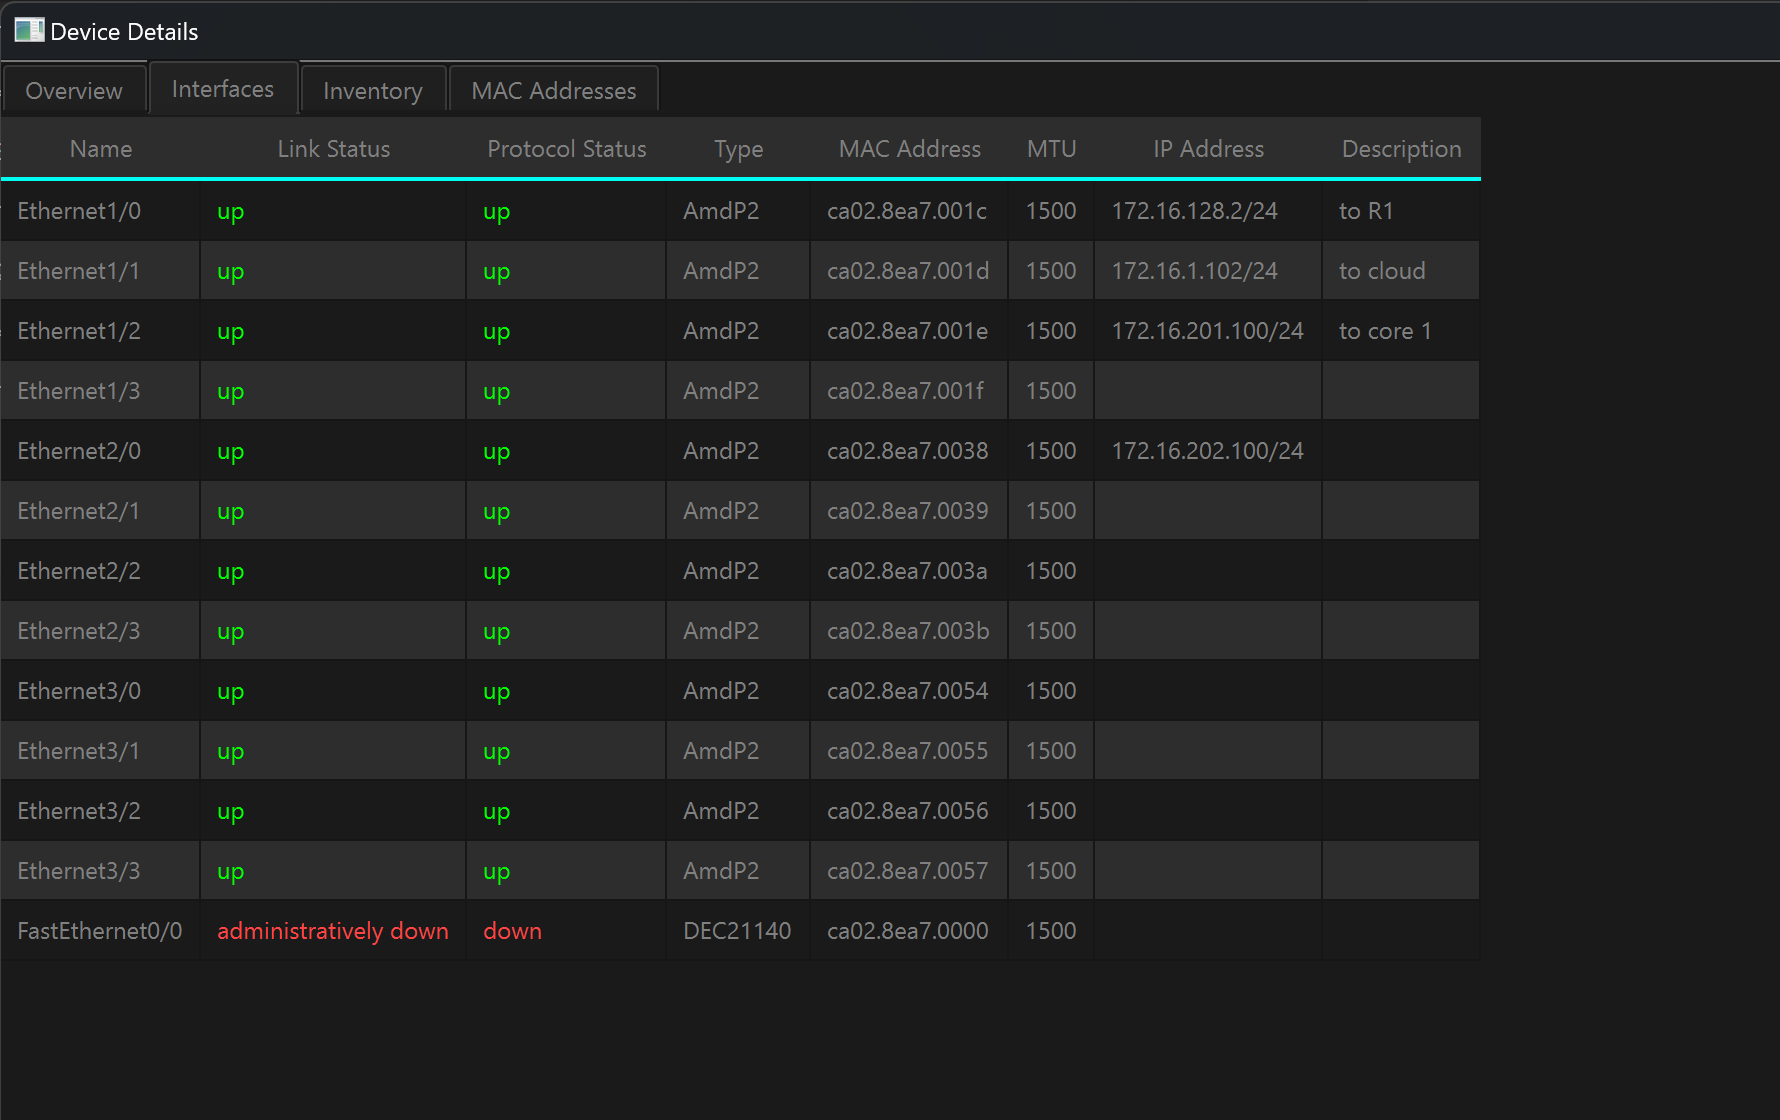 Device Details
Overview Interfaces Inventory MAC Addresses
Name Link Status Protocol Status Type MAC Address MTU IP Address Description
Ethernet1/0 up up AmdP2 ca02.8ea7.001c 1500 172.16.128.2/24 to R1
Ethernet1/1 up up AmdP2 ca02.8ea7.001d 1500 172.16.1.102/24 to cloud
Ethernet1/2 up up AmdP2 ca02.8ea7.001e 1500 172.16.201.100/24 to core 1
Ethernet1/3 up up AmdP2 ca02.8ea7.001f 1500
Ethernet2/0 up up AmdP2 ca02.8ea7.0038 1500 172.16.202.100/24
Ethernet2/1 up up AmdP2 ca02.8ea7.0039 1500
Ethernet2/2 up up AmdP2 ca02.8ea7.003a 1500
Ethernet2/3 up up AmdP2 ca02.8ea7.003b 1500
Ethernet3/0 up up AmdP2 ca02.8ea7.0054 1500
Ethernet3/1 up up AmdP2 ca02.8ea7.0055 1500
Ethernet3/2 up up AmdP2 ca02.8ea7.0056 1500
Ethernet3/3 up up AmdP2 ca02.8ea7.0057 1500
FastEthernet0/0 administratively down down DEC21140 ca02.8ea7.0000 1500